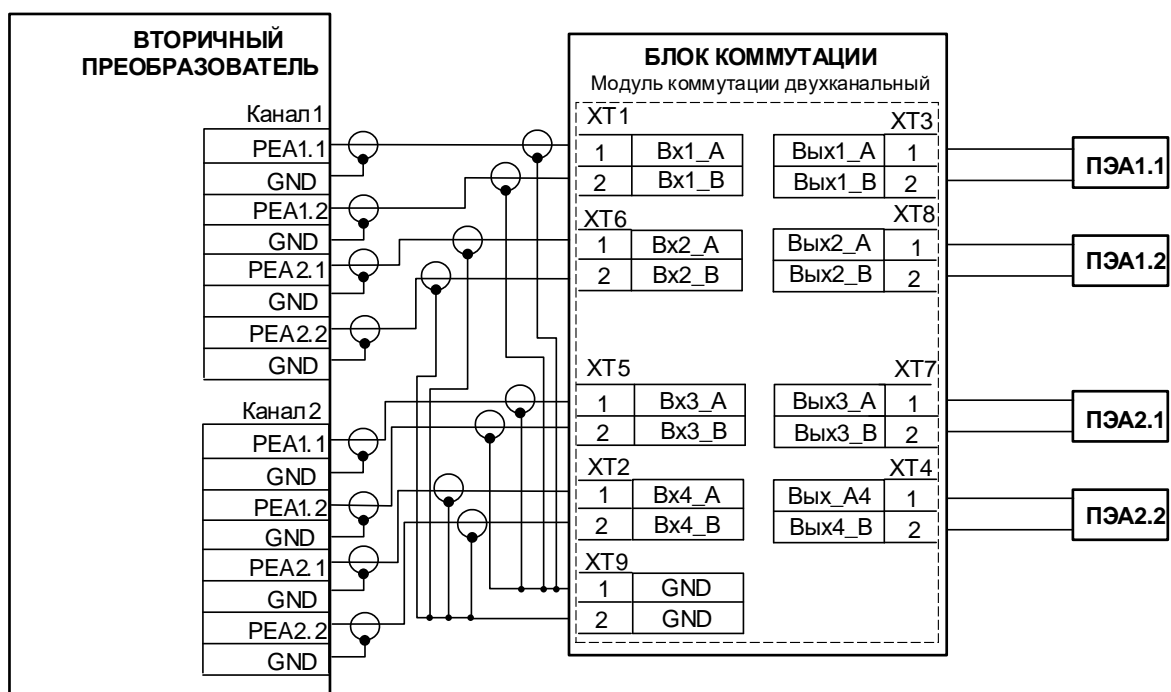 ВТОРИЧНЫЙ
ПРЕОБРАЗОВАТЕЛЬ
Канал 1
PEA1.1
GND
PEA1.2
GND
PEA2.1
GND
PEA2.2
GND
Канал 2
PEA1.1
GND
PEA1.2
GND
PEA2.1
GND
PEA2.2
GND
БЛОК КОММУТАЦИИ
Модуль коммутации двухканальный
XT1
1 Вх1_А
2 Вх1_В
XT6
1 Вх2_А
2 Вх2_В
XT5
1 Вх3_А
2 Вх3_В
XT2
1 Вх4_А
2 Вх4_В
XT9
1 GND
2 GND
XT3
Вых1_А 1
Вых1_В 2
XT8
Вых2_А 1
Вых2_В 2
XT7
Вых3_А 1
Вых3_В 2
XT4
Вых_А4 1
Вых4_В 2
ПЭА1.1
ПЭА1.2
ПЭА2.1
ПЭА2.2